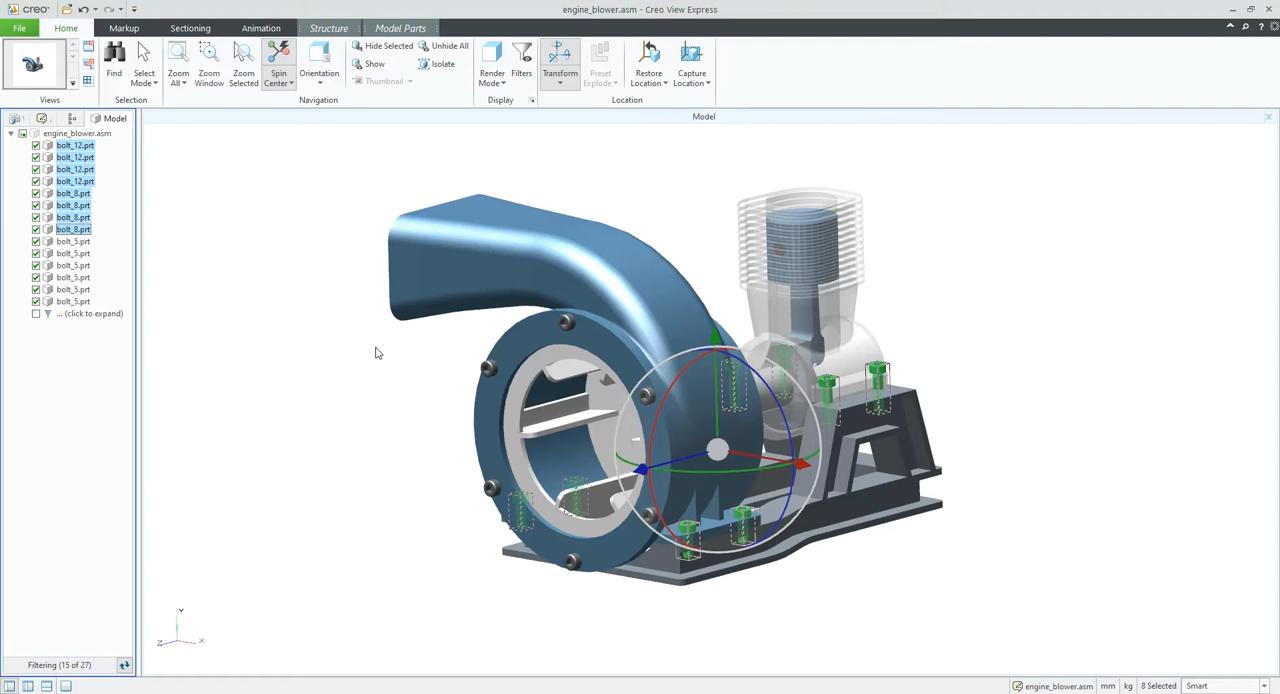 creo
engine_blower.asm - Creo View Express
File Home Markup Sectioning Animation Structure Model Parts
Find
Select Mode
Zoom All
Zoom Window
Zoom Selected
Spin Center
Orientation
Hide Selected
Unhide All
Show
Isolate
Thumbnail
Render Mode
Filters
Transform
Preset Explode
Restore Location
Capture Location
Views Selection Navigation Display Location
Model
Model
engine_blower.asm
bolt_12.prt
bolt_12.prt
bolt_12.prt
bolt_12.prt
bolt_8.prt
bolt_8.prt
bolt_8.prt
bolt_8.prt
bolt_5.prt
bolt_5.prt
bolt_5.prt
bolt_5.prt
bolt_5.prt
bolt_5.prt
... (click to expand)
Y
Z X
Filtering (15 of 27)
engine_blower.asm mm kg 8 Selected Smart